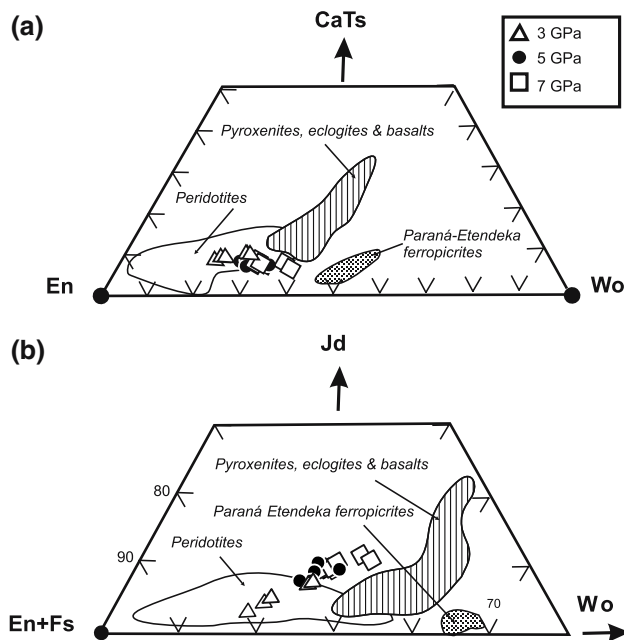 (a)
CaTs
3 GPa
5 GPa
7 GPa
Pyroxenites, eclogites & basalts
Peridotites
Paraná-Etendeka
ferropicrites
En
Wo
(b)
Jd
Pyroxenites, eclogites & basalts
80
Paraná Etendeka ferropicrites
Peridotites
90
70
En+Fs
Wo